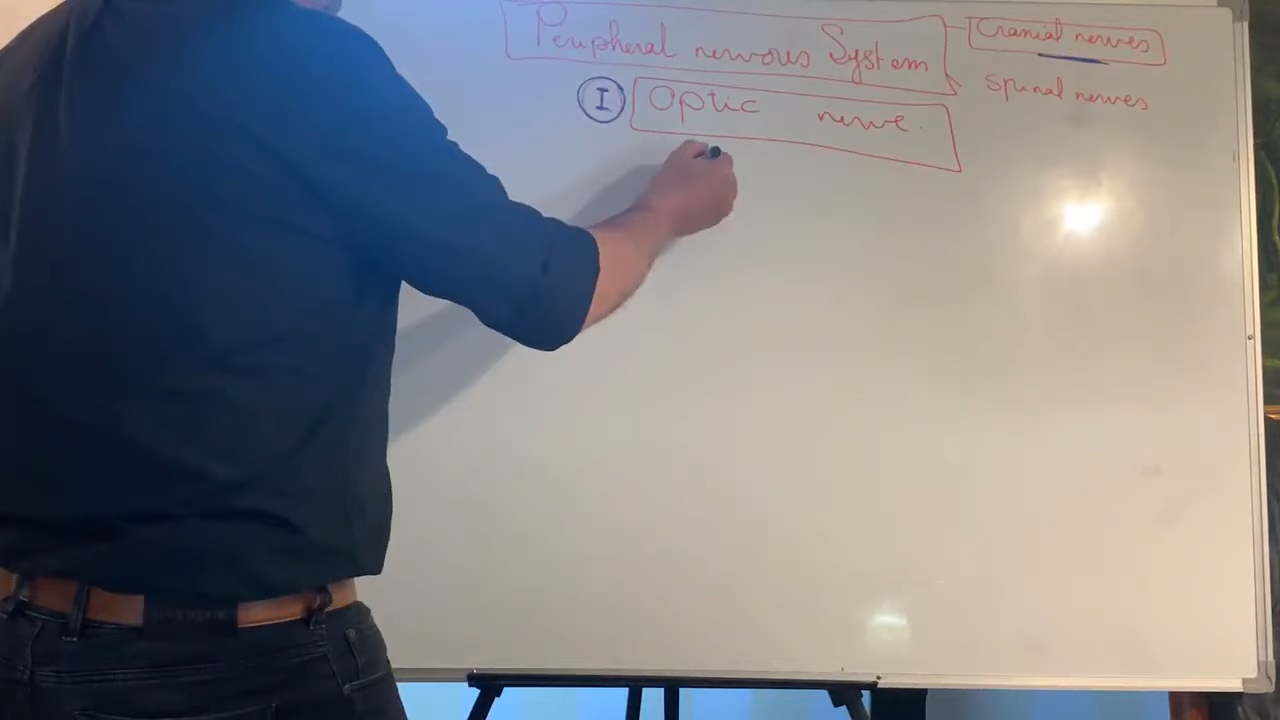 Peripheral nervous System
Cranial nerves
Spinal nerves
I Optic nerve.